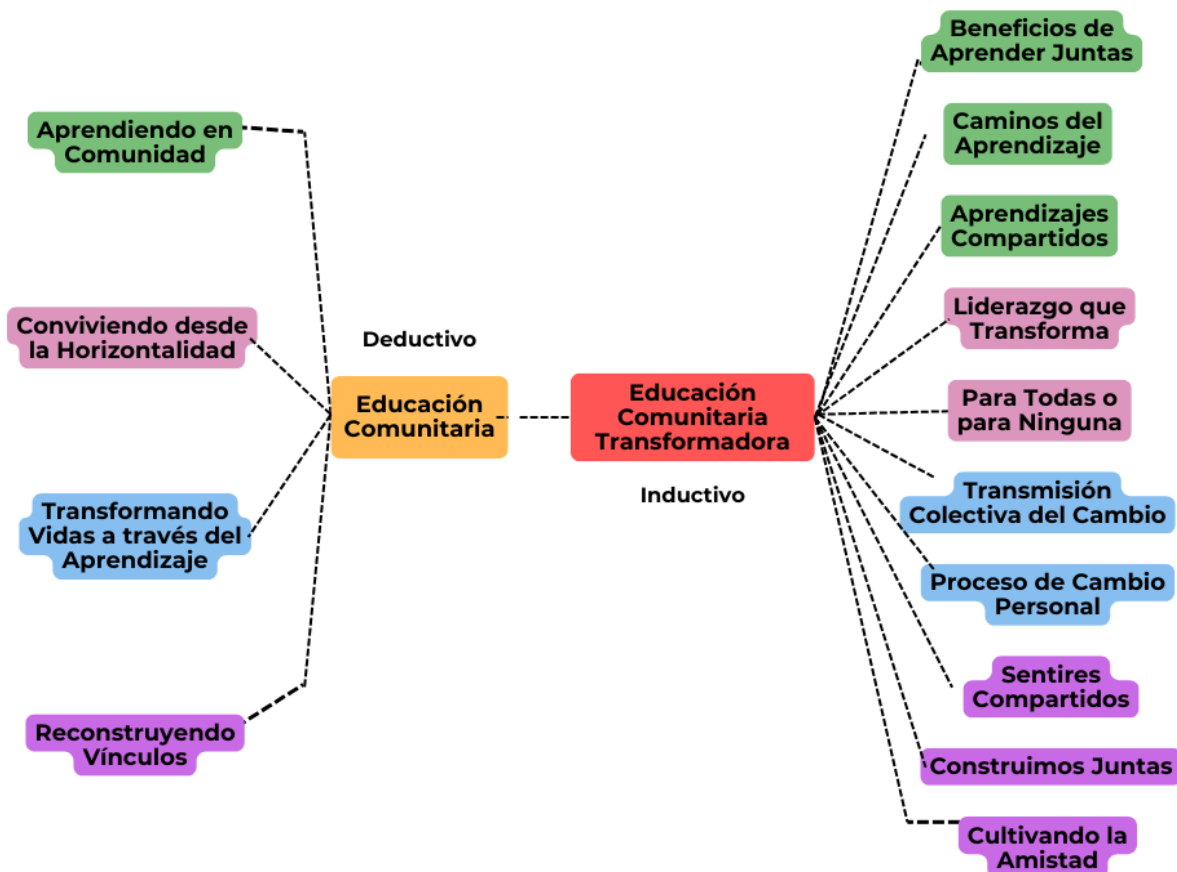 Aprendiendo en
Comunidad
Conviviendo desde
la Horizontalidad
Transformando
Vidas a través del
Aprendizaje
Reconstruyendo
Vínculos
Deductivo
Educación
Comunitaria
Educación
Comunitaria
Transformadora
Inductivo
Beneficios de
Aprender Juntas
Caminos del
Aprendizaje
Aprendizajes
Compartidos
Liderazgo que
Transforma
Para Todas o
para Ninguna
Transmisión
Colectiva del Cambio
Proceso de Cambio
Personal
Sentires
Compartidos
Construimos Juntas
Cultivando la
Amistad